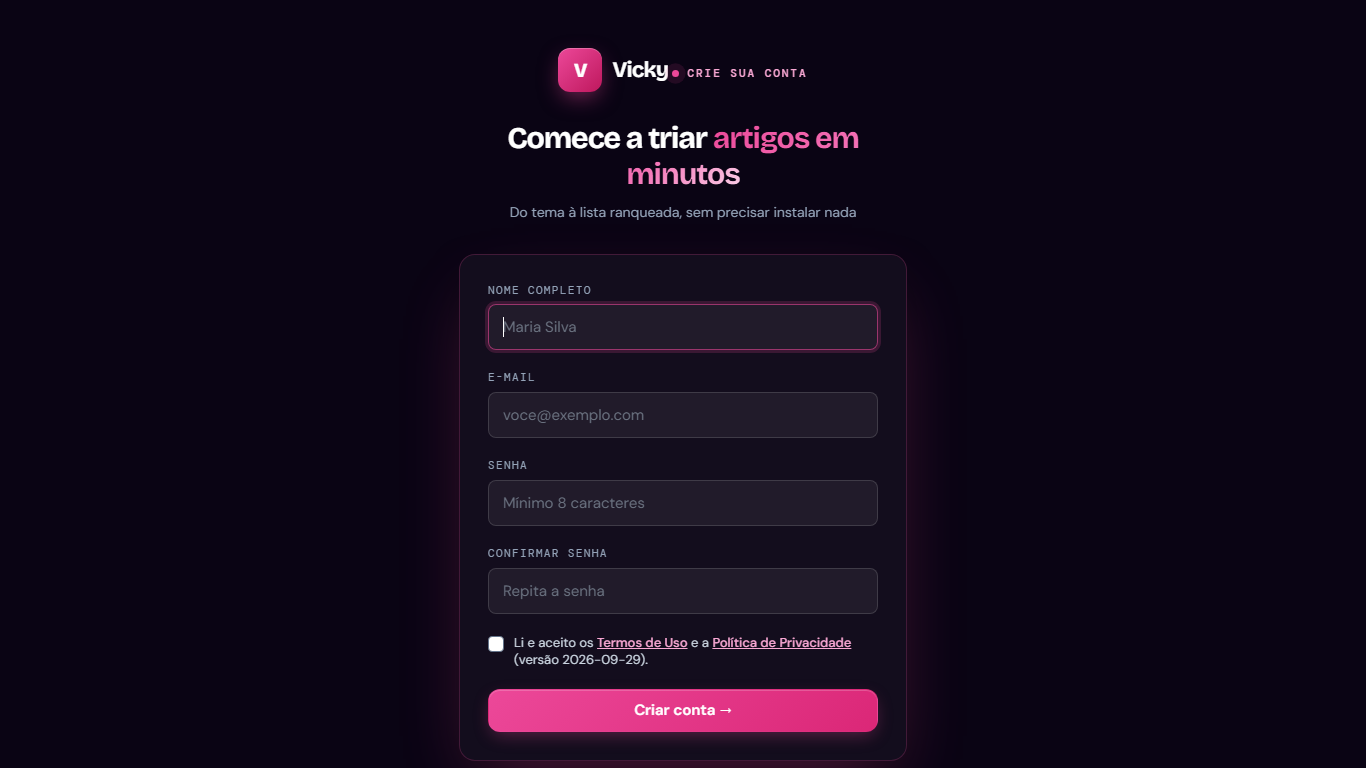 V
Vicky
CRIE SUA CONTA
Comece a triar artigos em
minutos
Do tema à lista ranqueada, sem precisar instalar nada
NOME COMPLETO
Maria Silva
E-MAIL
voce@exemplo.com
SENHA
Mínimo 8 caracteres
CONFIRMAR SENHA
Repita a senha
Li e aceito os Termos de Uso e a Política de Privacidade
(versão 2026-09-29).
Criar conta →